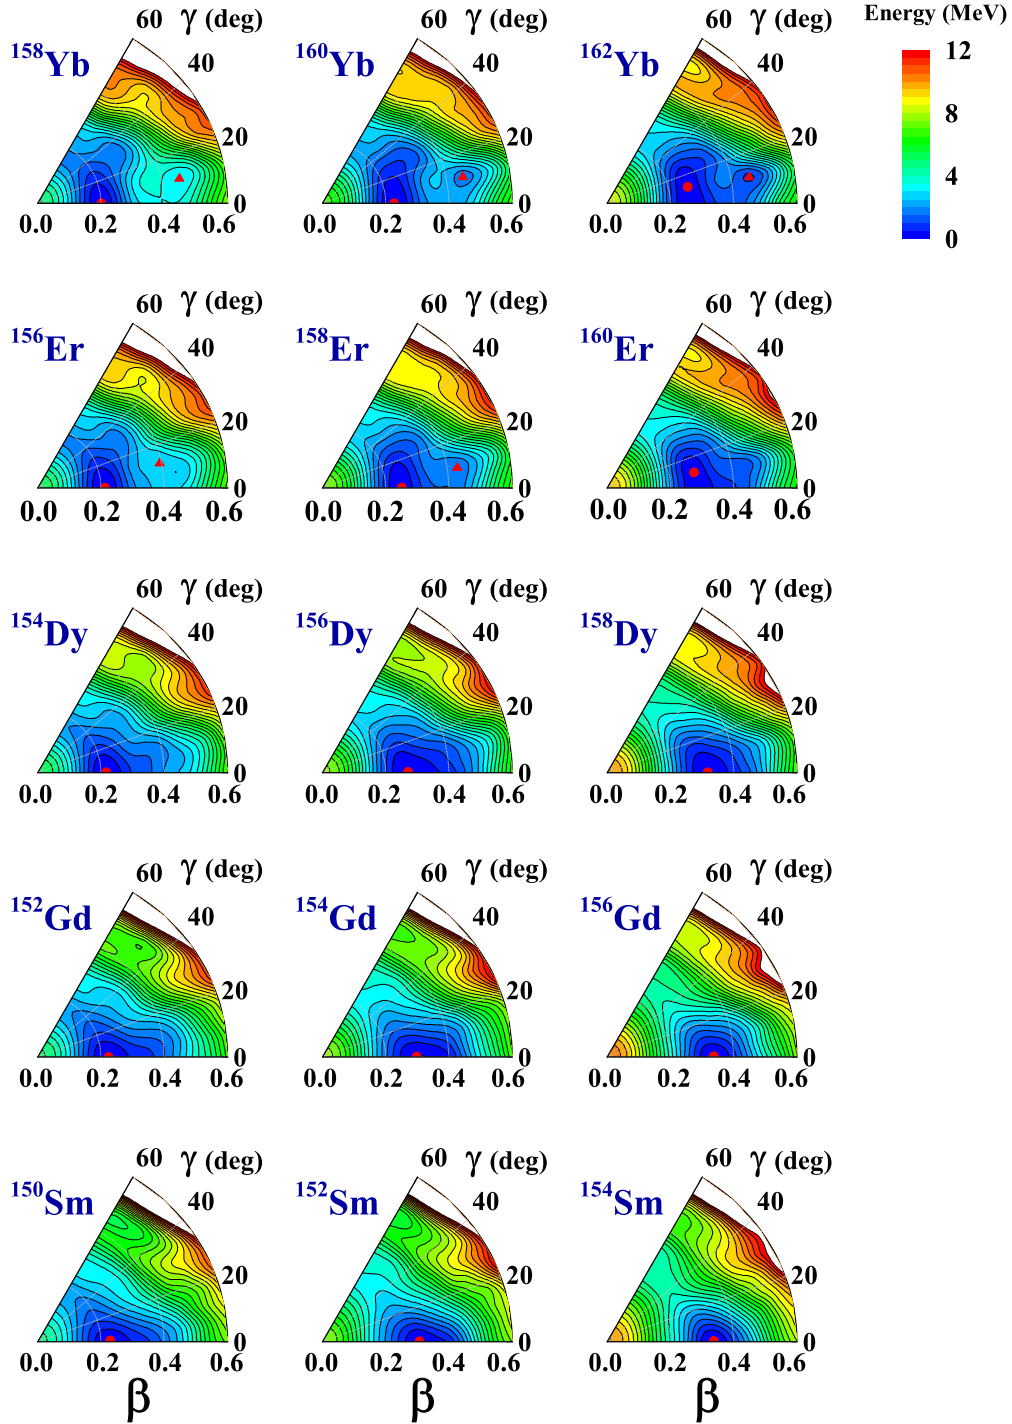 60 γ (deg) 60 γ (deg) 60 γ (deg) Energy (MeV)
158Yb 40 160Yb 40 162Yb 40 12
20 20 20 8
4
0 0 0 0
0.0 0.2 0.4 0.6 0.0 0.2 0.4 0.6 0.0 0.2 0.4 0.6
60 γ (deg) 60 γ (deg) 60 γ (deg)
156Er 40 158Er 40 160Er 40
20 20 20
0 0 0
0.0 0.2 0.4 0.6 0.0 0.2 0.4 0.6 0.0 0.2 0.4 0.6
60 γ (deg) 60 γ (deg) 60 γ (deg)
154Dy 40 156Dy 40 158Dy 40
20 20 20
0 0 0
0.0 0.2 0.4 0.6 0.0 0.2 0.4 0.6 0.0 0.2 0.4 0.6
60 γ (deg) 60 γ (deg) 60 γ (deg)
152Gd 40 154Gd 40 156Gd 40
20 20 20
0 0 0
0.0 0.2 0.4 0.6 0.0 0.2 0.4 0.6 0.0 0.2 0.4 0.6
60 γ (deg) 60 γ (deg) 60 γ (deg)
150Sm 40 152Sm 40 154Sm 40
20 20 20
0 0 0
0.0 0.2 0.4 0.6 0.0 0.2 0.4 0.6 0.0 0.2 0.4 0.6
β β β